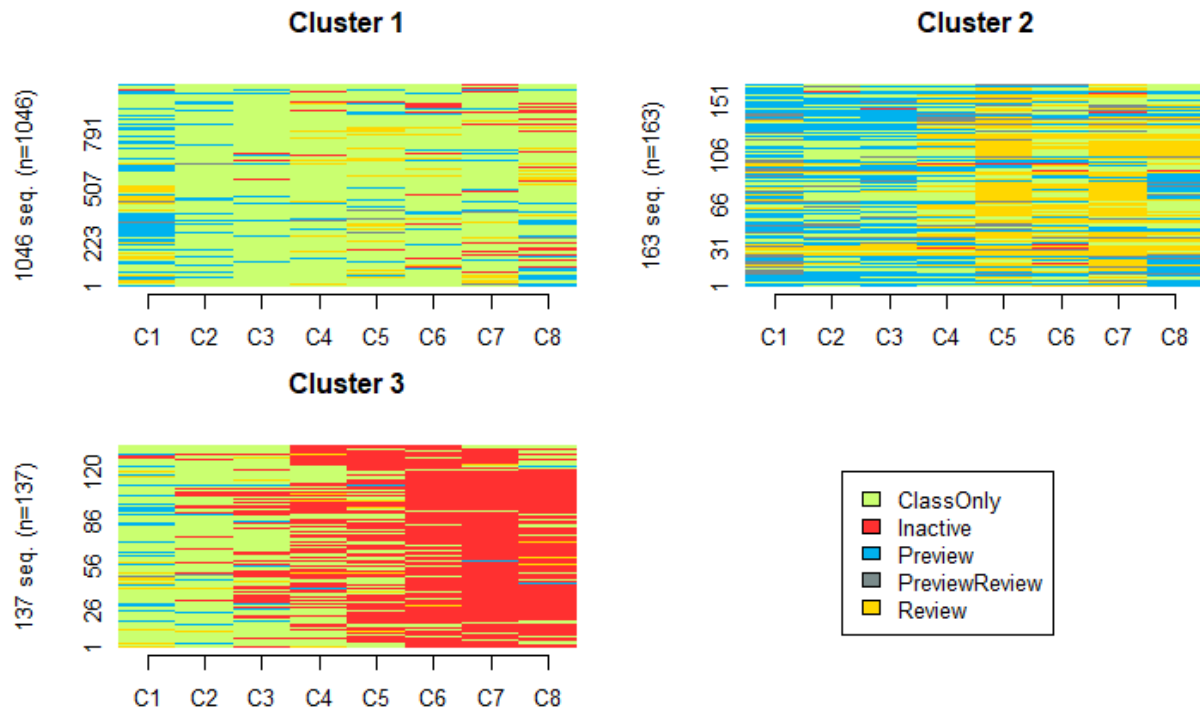 Cluster 1
1046 seq. (n=1046)
791
507
223
1
C1 C2 C3 C4 C5 C6 C7 C8
Cluster 2
163 seq. (n=163)
151
106
66
31
1
C1 C2 C3 C4 C5 C6 C7 C8
Cluster 3
137 seq. (n=137)
120
86
56
26
1
C1 C2 C3 C4 C5 C6 C7 C8
ClassOnly
Inactive
Preview
PreviewReview
Review